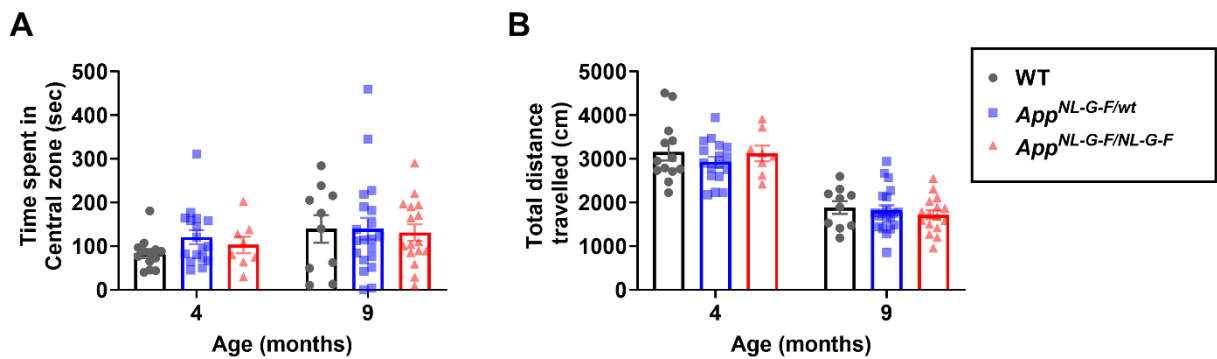 A
Time spent in
Central zone (sec)
500
400
300
200
100
0
4
9
Age (months)
B
Total distance
travelled (cm)
5000
4000
3000
2000
1000
0
4
9
Age (months)
WT
App^NL-G-F/wt
App^NL-G-F/NL-G-F